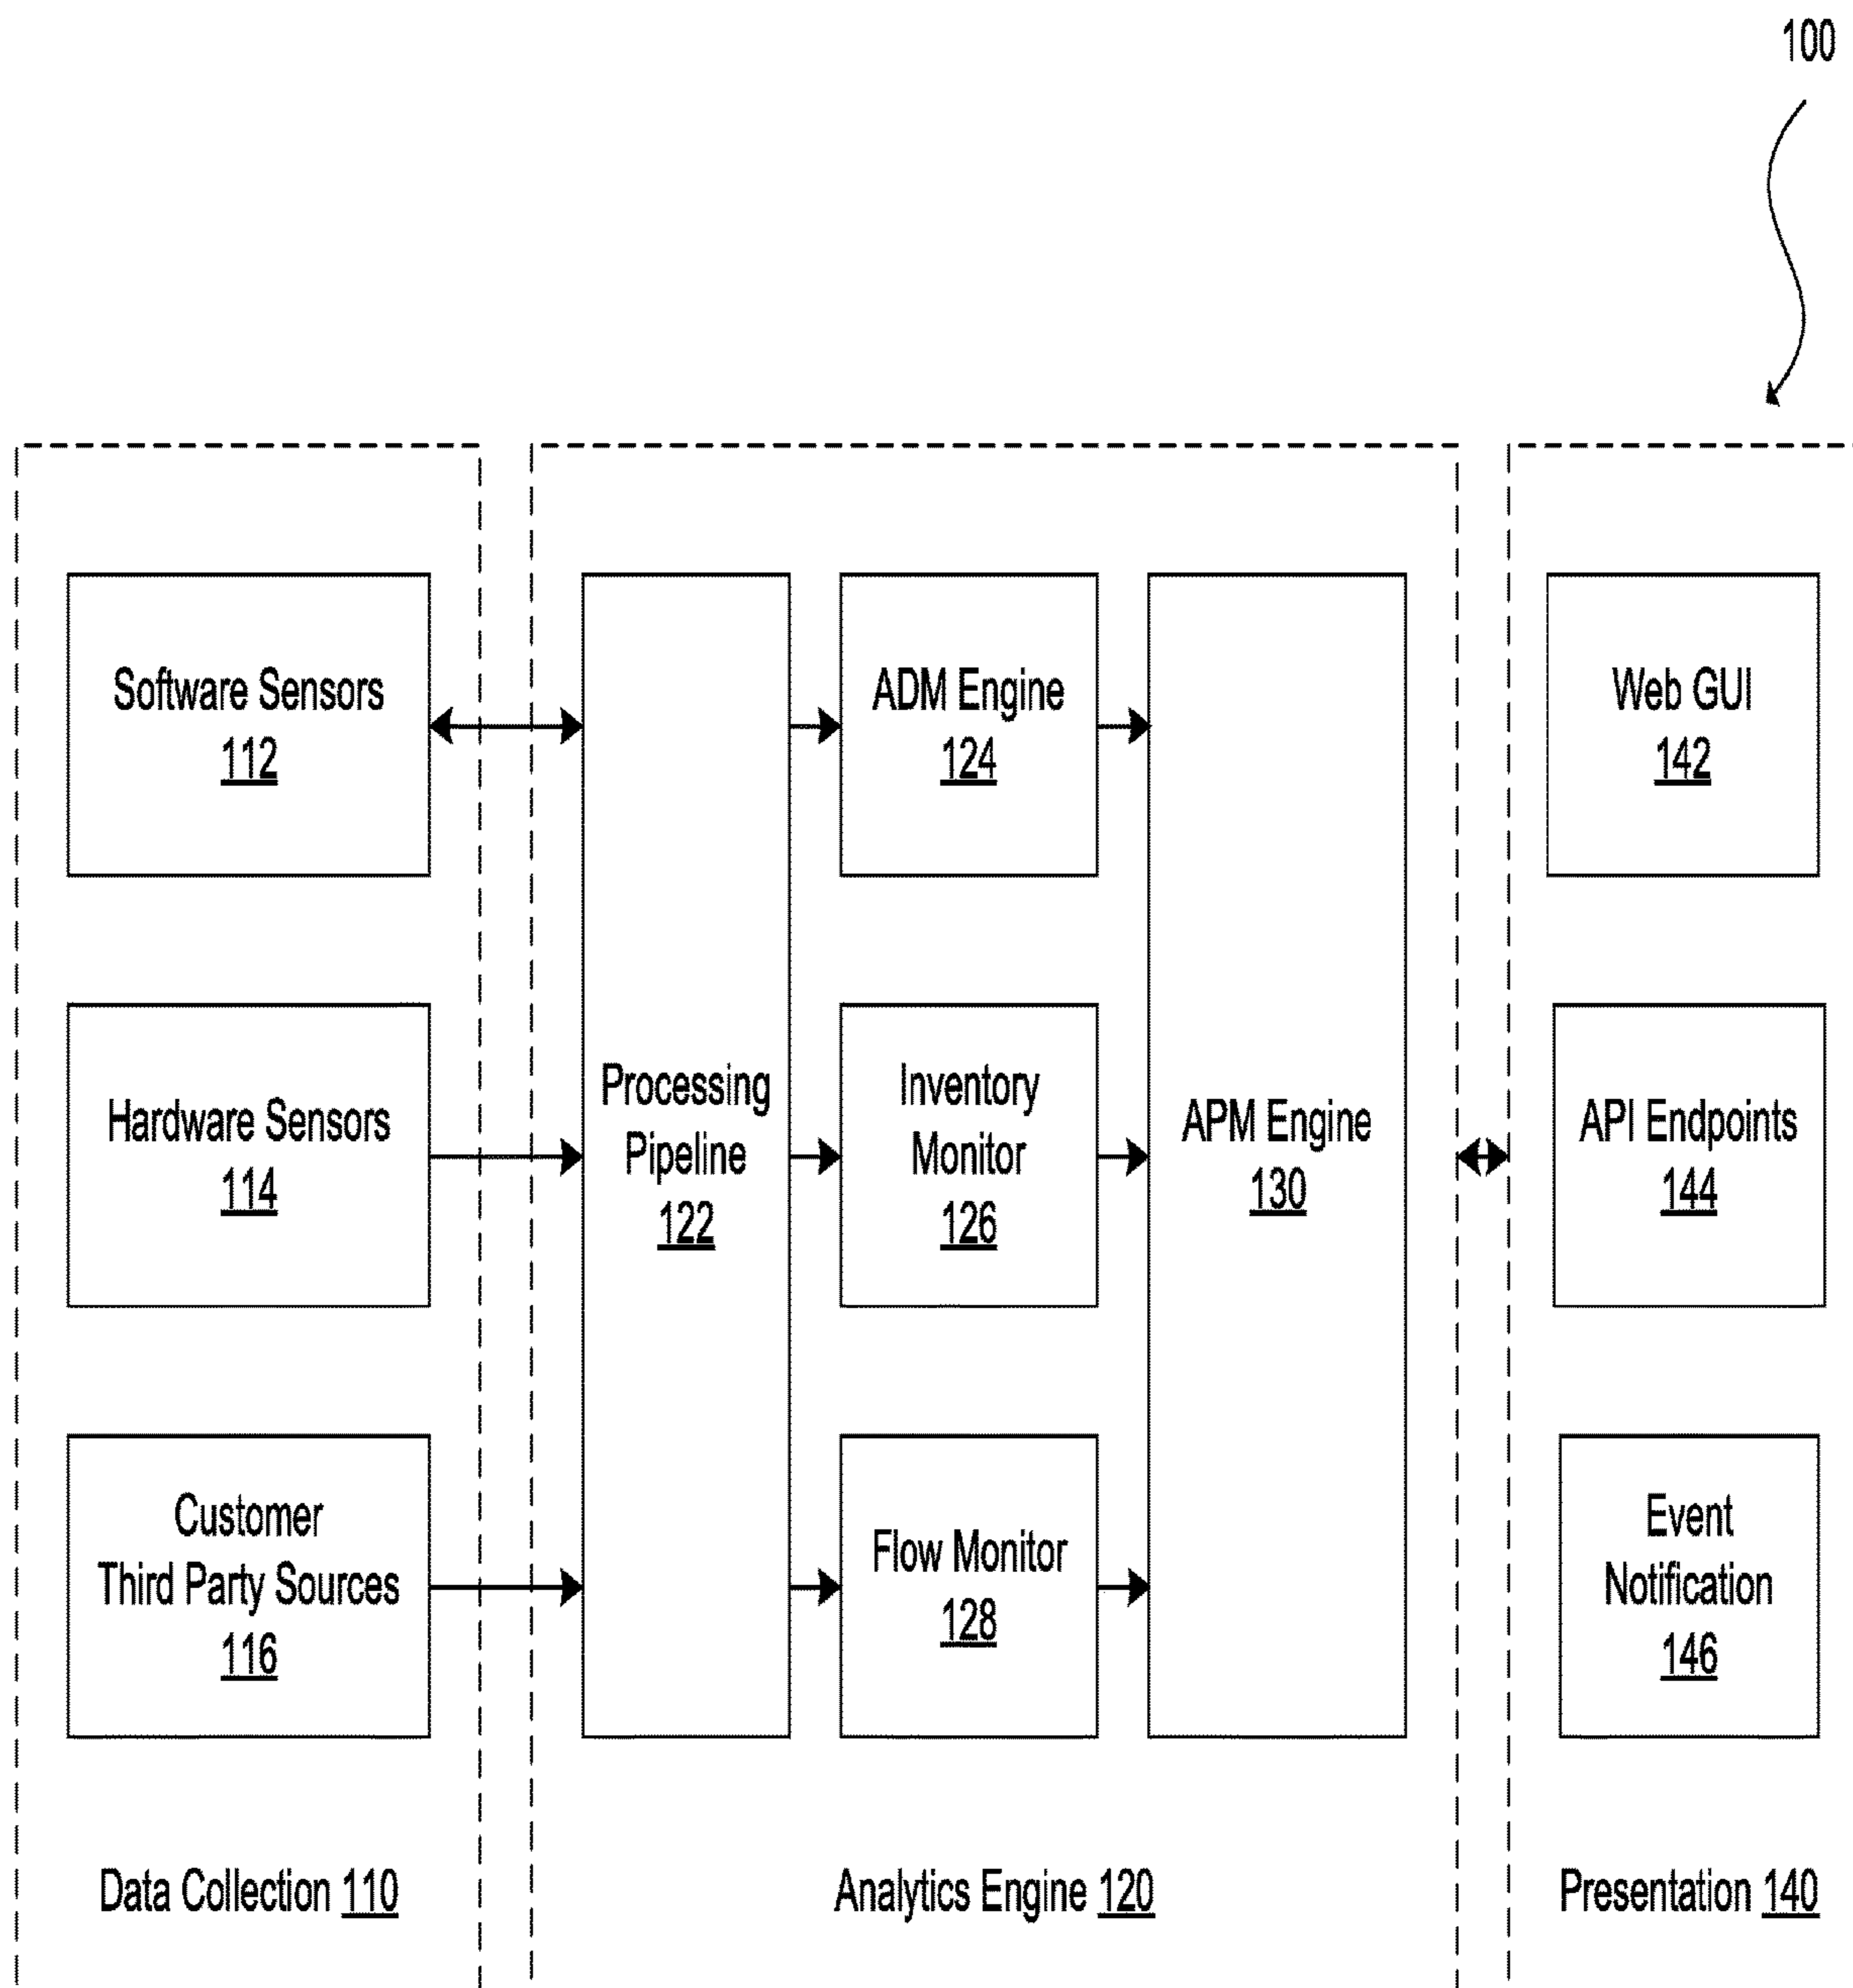 100
Software Sensors
112
Hardware Sensors
114
Customer
Third Party Sources
116
Data Collection 110
Processing
Pipeline
122
ADM Engine
124
Inventory
Monitor
126
Flow Monitor
128
APM Engine
130
Analytics Engine 120
Web GUI
142
API Endpoints
144
Event
Notification
146
Presentation 140